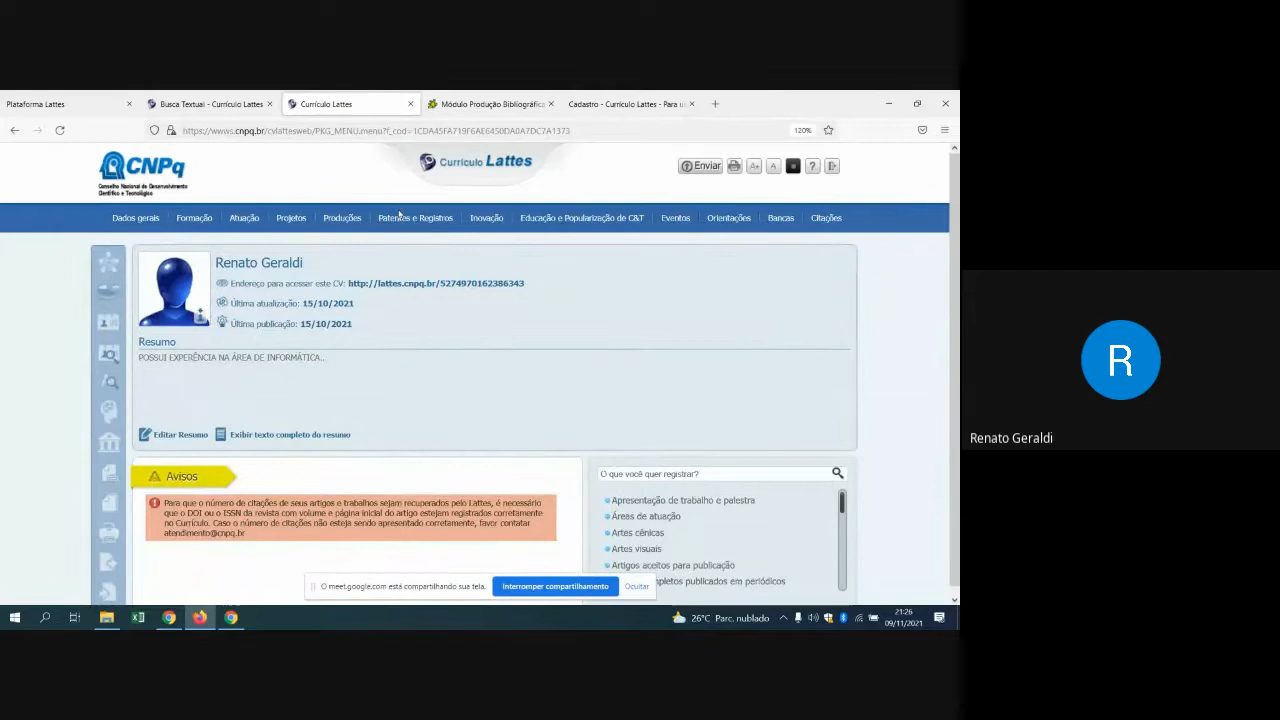 Plataforma Lattes
Busca Textual - Currículo Lattes
Currículo Lattes
Módulo Produção Bibliográfica
Cadastro - Currículo Lattes - Para u
https://wwws.cnpq.br/cvlattesweb/PKG_MENU.menu?f_cod=1CDA45FA719F6AE6450DA0A7DC7A1373
120%
CNPq
Conselho Nacional de Desenvolvimento
Científico e Tecnológico
Currículo Lattes
Enviar
A+
A
?
Dados gerais
Formação
Atuação
Projetos
Produções
Patentes e Registros
Inovação
Educação e Popularização de C&T
Eventos
Orientações
Bancas
Citações
Renato Geraldi
Endereço para acessar este CV: http://lattes.cnpq.br/5274970162386343
Última atualização: 15/10/2021
Última publicação: 15/10/2021
Resumo
POSSUI EXPERÊNCIA NA ÁREA DE INFORMÁTICA..
Editar Resumo
Exibir texto completo do resumo
Avisos
Para que o número de citações de seus artigos e trabalhos sejam recuperados pelo Lattes, é necessário
que o DOI ou o ISSN da revista com volume e página inicial do artigo estejam registrados corretamente
no Currículo. Caso o número de citações não esteja sendo apresentado corretamente, favor contatar
atendimento@cnpq.br
O que você quer registrar?
Apresentação de trabalho e palestra
Áreas de atuação
Artes cênicas
Artes visuais
Artigos aceitos para publicação
pletos publicados em periódicos
O meet.google.com está compartilhando sua tela.
Interromper compartilhamento
Ocultar
26°C Parc. nublado
21:26
09/11/2021
R
Renato Geraldi